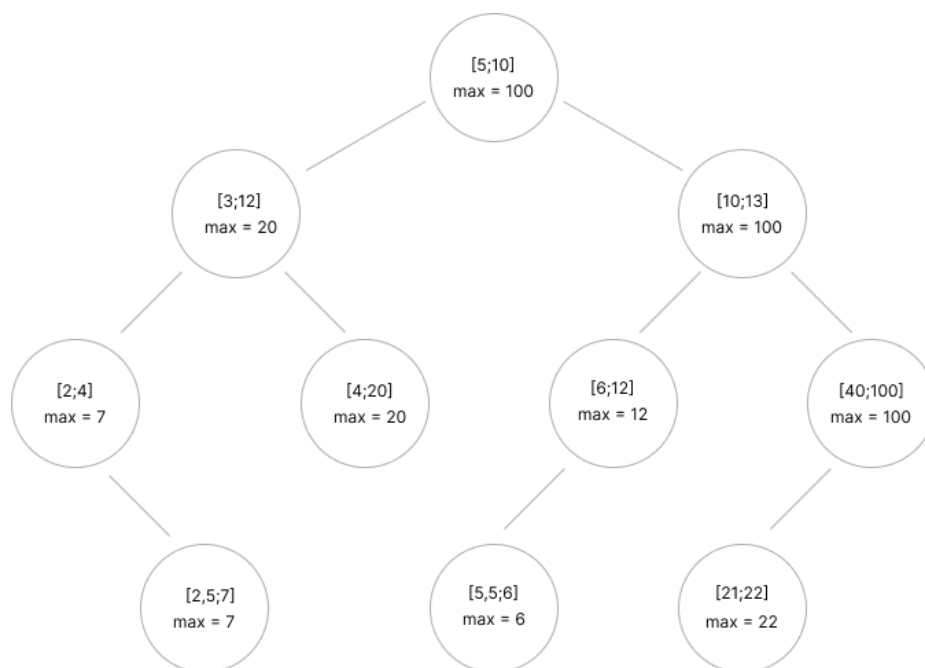 [5;10]
max = 100
[3;12]
max = 20
[10;13]
max = 100
[2;4]
max = 7
[4;20]
max = 20
[6;12]
max = 12
[40;100]
max = 100
[2,5;7]
max = 7
[5,5;6]
max = 6
[21;22]
max = 22